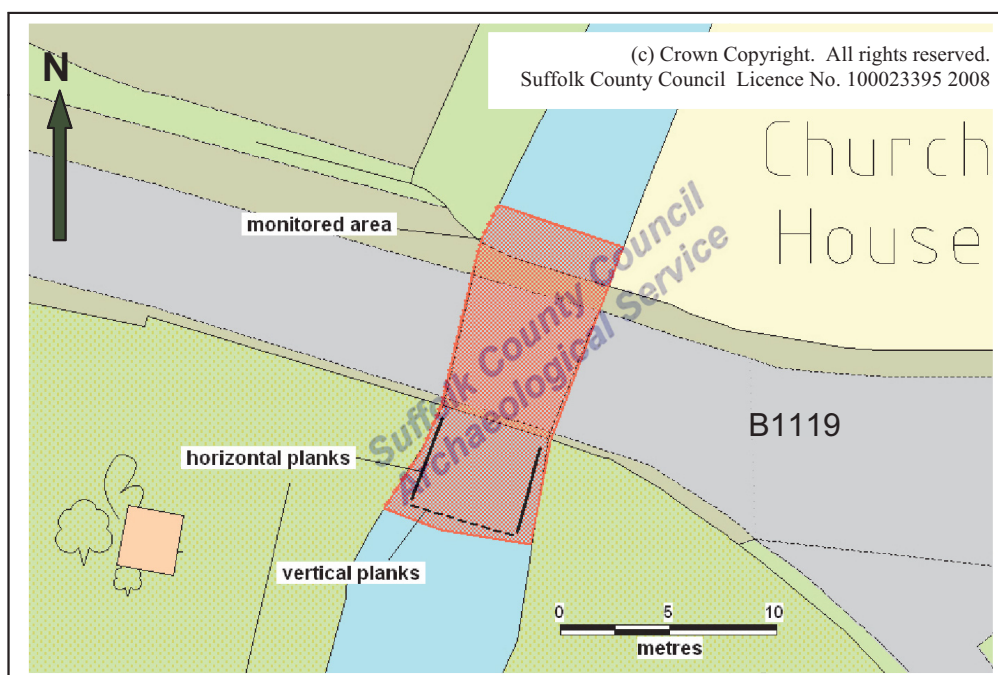 (c) Crown Copyright. All rights reserved.
Suffolk County Council Licence No. 100023395 2008
N
Church
House
monitored area
Suffolk County Council
Archaeological Service
B1119
horizontal planks
vertical planks
0 5 10
metres